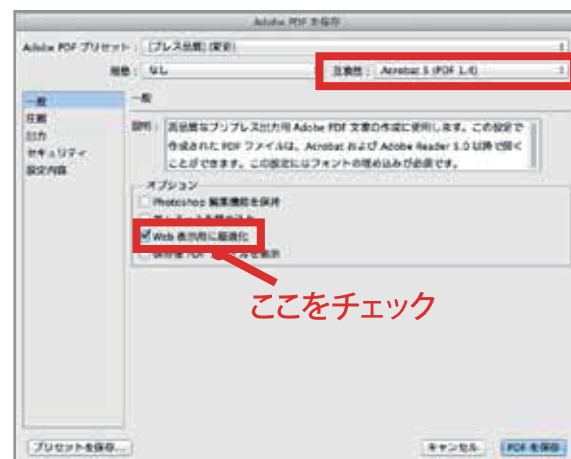 Adobe PDF を保存
Adobe PDF プリセット: [プレス品質] (変更)
規格: なし
互換性: Acrobat 5 (PDF 1.4)
一般
圧縮
出力
セキュリティ
設定内容
一般
説明: 高品質なプリプレス出力用 Adobe PDF 文書の作成に使用します。この設定で
作成された PDF ファイルは、Acrobat および Adobe Reader 5.0 以降で開く
ことができます。この設定にはフォントの埋め込みが必須です。
オプション
Photoshop 編集機能を保持
Web 表示用に最適化
ここをチェック
プリセットを保存...
キャンセル
PDF を保存